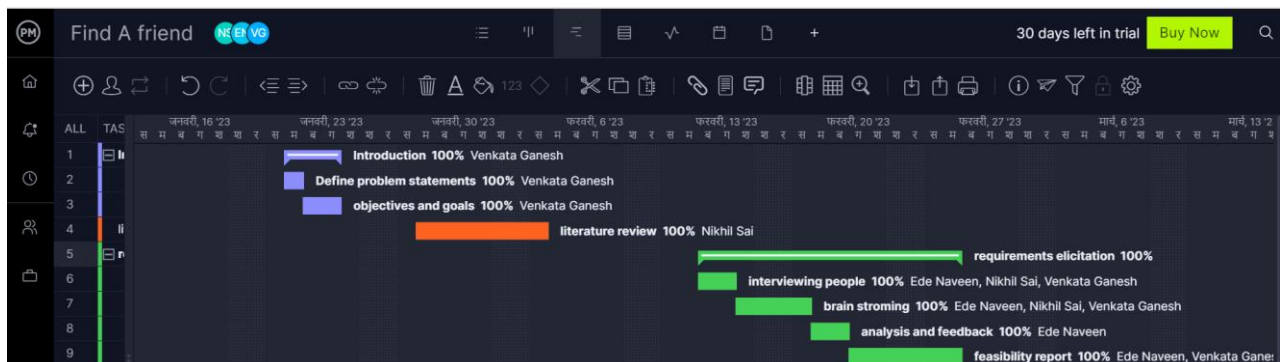 PM Find A friend NS EN VG + 30 days left in trial Buy Now
123
ALL TAS जनवरी, 16 '23 जनवरी, 23 '23 जनवरी, 30 '23 फरवरी, 6 '23 फरवरी, 13 '23 फरवरी, 20 '23 फरवरी, 27 '23 मार्च, 6 '23 मार्च, 13 '2
स म ब ग श श र स म ब ग श श र स म ब ग श श र स म ब ग श श र स म ब ग श श र स म ब ग श श र स म ब ग श श र स म ब ग श श र स म ब ग श
1 Introduction 100% Venkata Ganesh
2 Define problem statements 100% Venkata Ganesh
3 objectives and goals 100% Venkata Ganesh
4 li literature review 100% Nikhil Sai
5 requirements elicitation 100%
6 interviewing people 100% Ede Naveen, Nikhil Sai, Venkata Ganesh
7 brain stroming 100% Ede Naveen, Nikhil Sai, Venkata Ganesh
8 analysis and feedback 100% Ede Naveen
9 feasibility report 100% Ede Naveen, Venkata Ganes